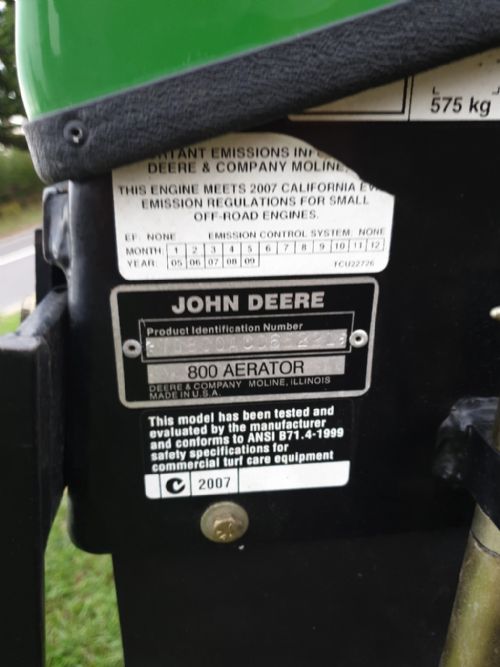 575 kg
TANT EMISSIONS
DEERE & COMPANY MOLINE,
THIS ENGINE MEETS 2007 CALIFORNIA
EMISSION REGULATIONS FOR SMALL
OFF-ROAD ENGINES.
EF: NONE EMISSION CONTROL SYSTEM: NONE
MONTH: 1 2 3 4 5 6 7 8 9 10 11 12
YEAR: 05 06 07 08 09
FCU22726
JOHN DEERE
Product Identification Number
800 AERATOR
DEERE & COMPANY MOLINE, ILLINOIS
MADE IN U.S.A.
This model has been tested and
evaluated by the manufacturer
and conforms to ANSI B71.4-1999
safety specifications for
commercial turf care equipment
2007